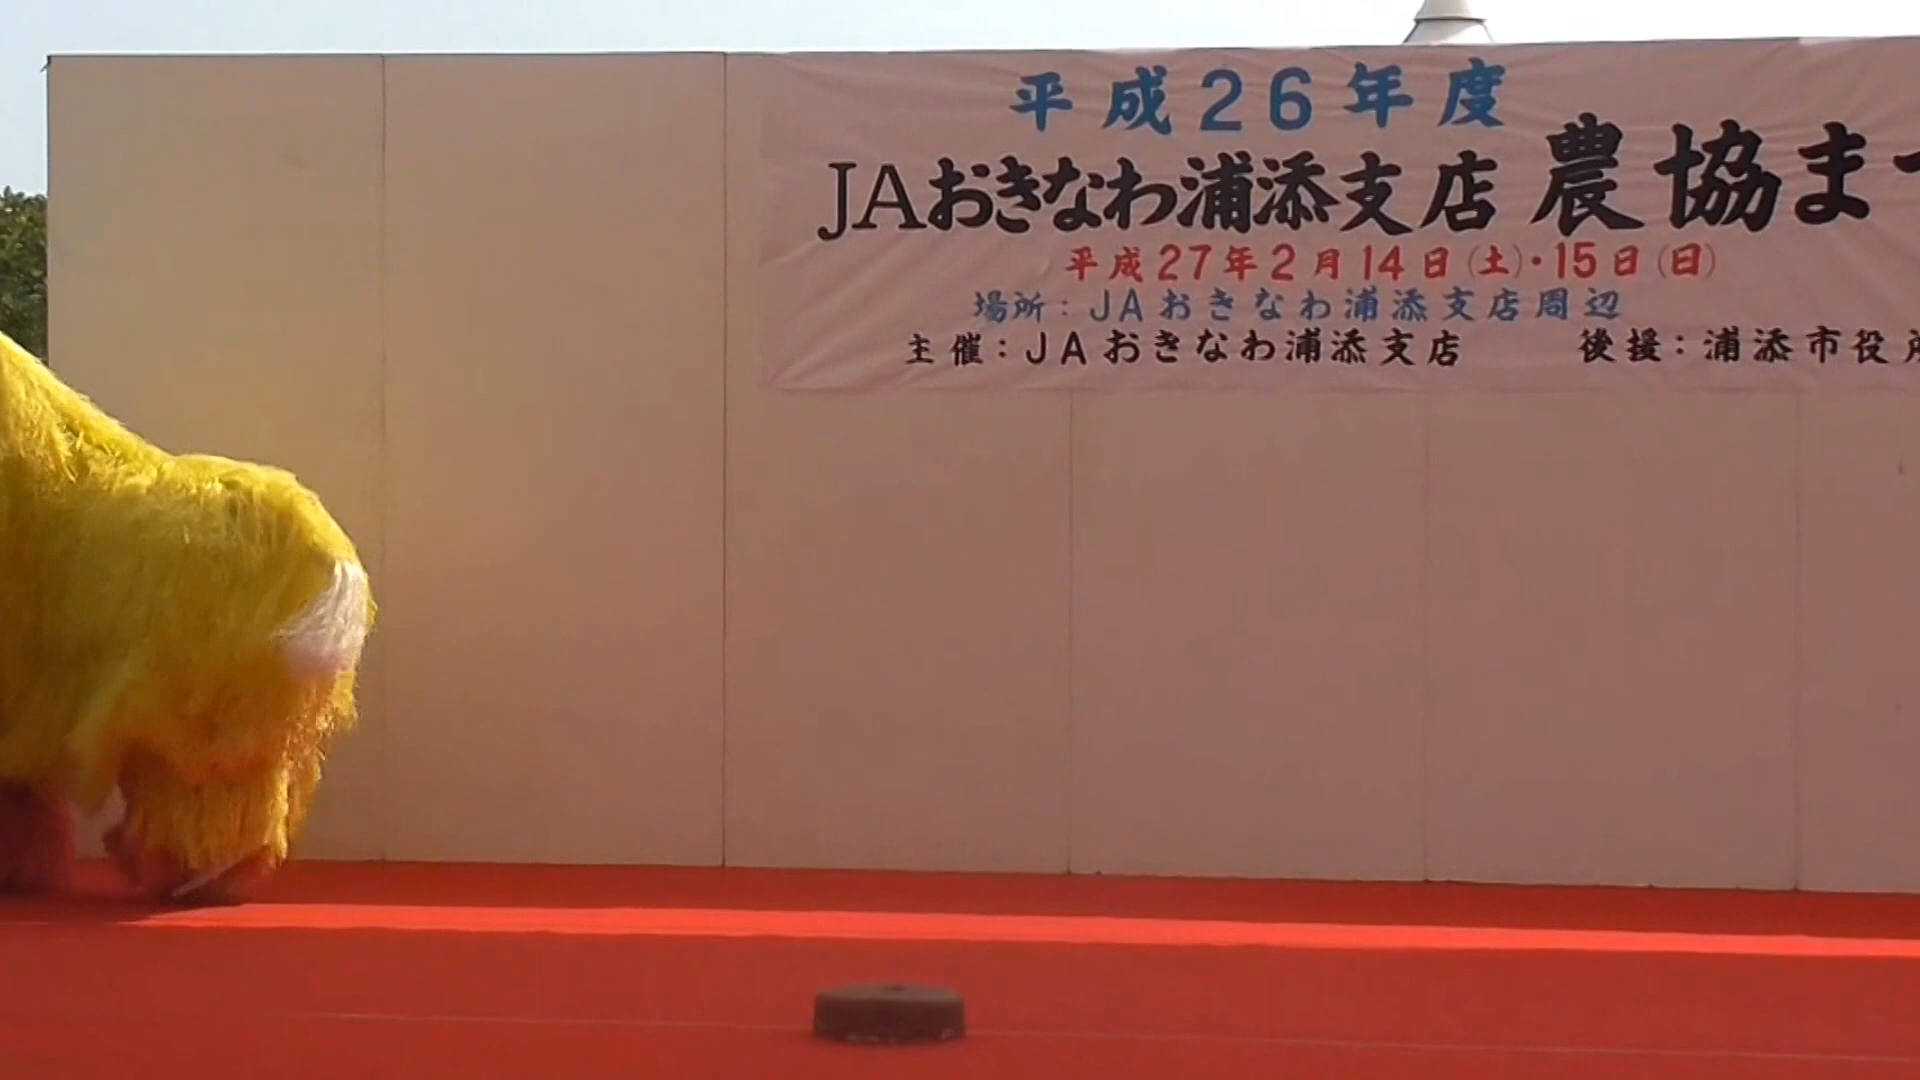 平成26年度
JAおきなわ浦添支店 農協ま
平成27年2月14日(土)・15日(日)
場所：JAおきなわ浦添支店周辺
主催：JAおきなわ浦添支店 後援：浦添市役